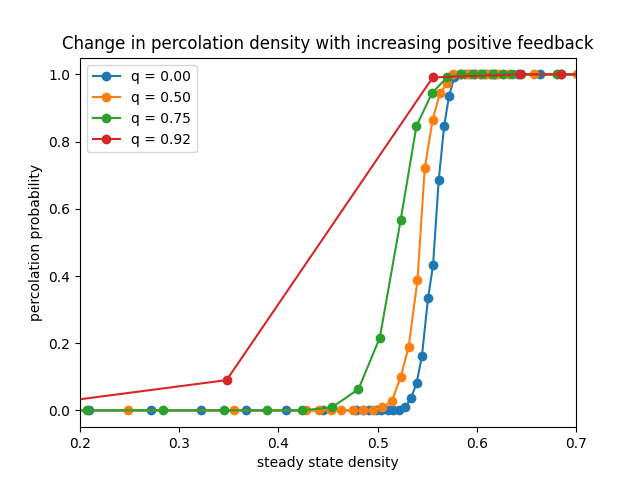 Change in percolation density with increasing positive feedback
1.0
0.8
0.6
0.4
0.2
0.0
percolation probability
q = 0.00
q = 0.50
q = 0.75
q = 0.92
0.2 0.3 0.4 0.5 0.6 0.7
steady state density